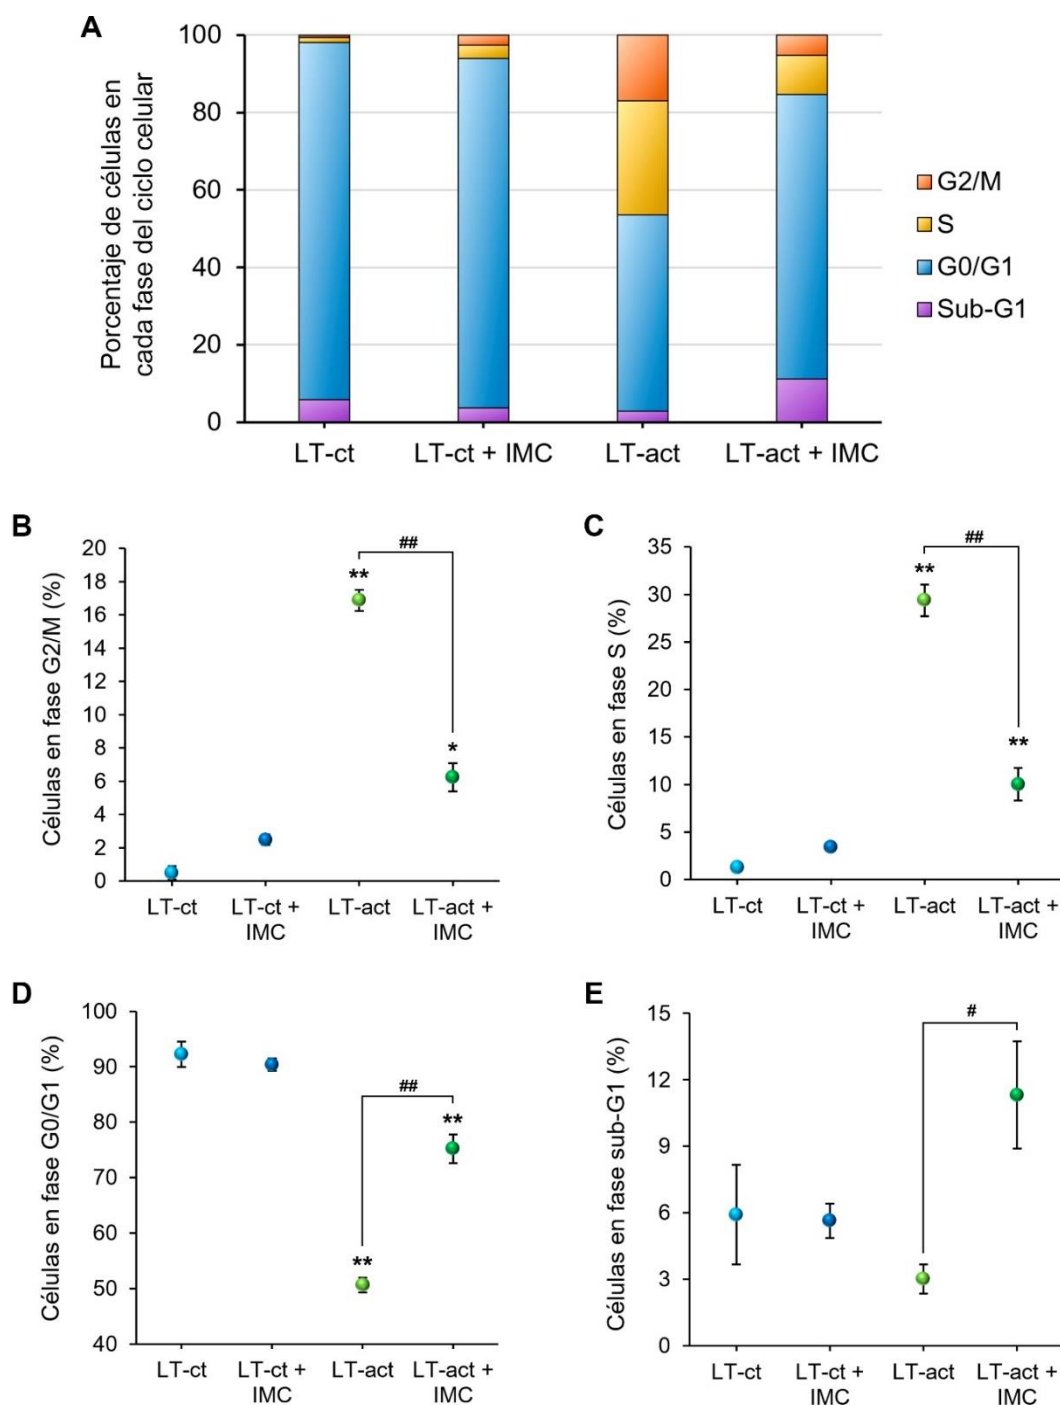 A
Porcentaje de células en
cada fase del ciclo celular
100
80
60
40
20
0
LT-ct
LT-ct + IMC
LT-act
LT-act + IMC
G2/M
S
G0/G1
Sub-G1
B
Células en fase G2/M (%)
20
18
16
14
12
10
8
6
4
2
0
**
##
*
LT-ct
LT-ct +
IMC
LT-act
LT-act +
IMC
C
Células en fase S (%)
35
30
25
20
15
10
5
0
**
##
**
LT-ct
LT-ct +
IMC
LT-act
LT-act +
IMC
D
Células en fase G0/G1 (%)
100
90
80
70
60
50
40
##
**
**
LT-ct
LT-ct +
IMC
LT-act
LT-act +
IMC
E
Células en fase sub-G1 (%)
15
12
9
6
3
0
#
LT-ct
LT-ct +
IMC
LT-act
LT-act +
IMC